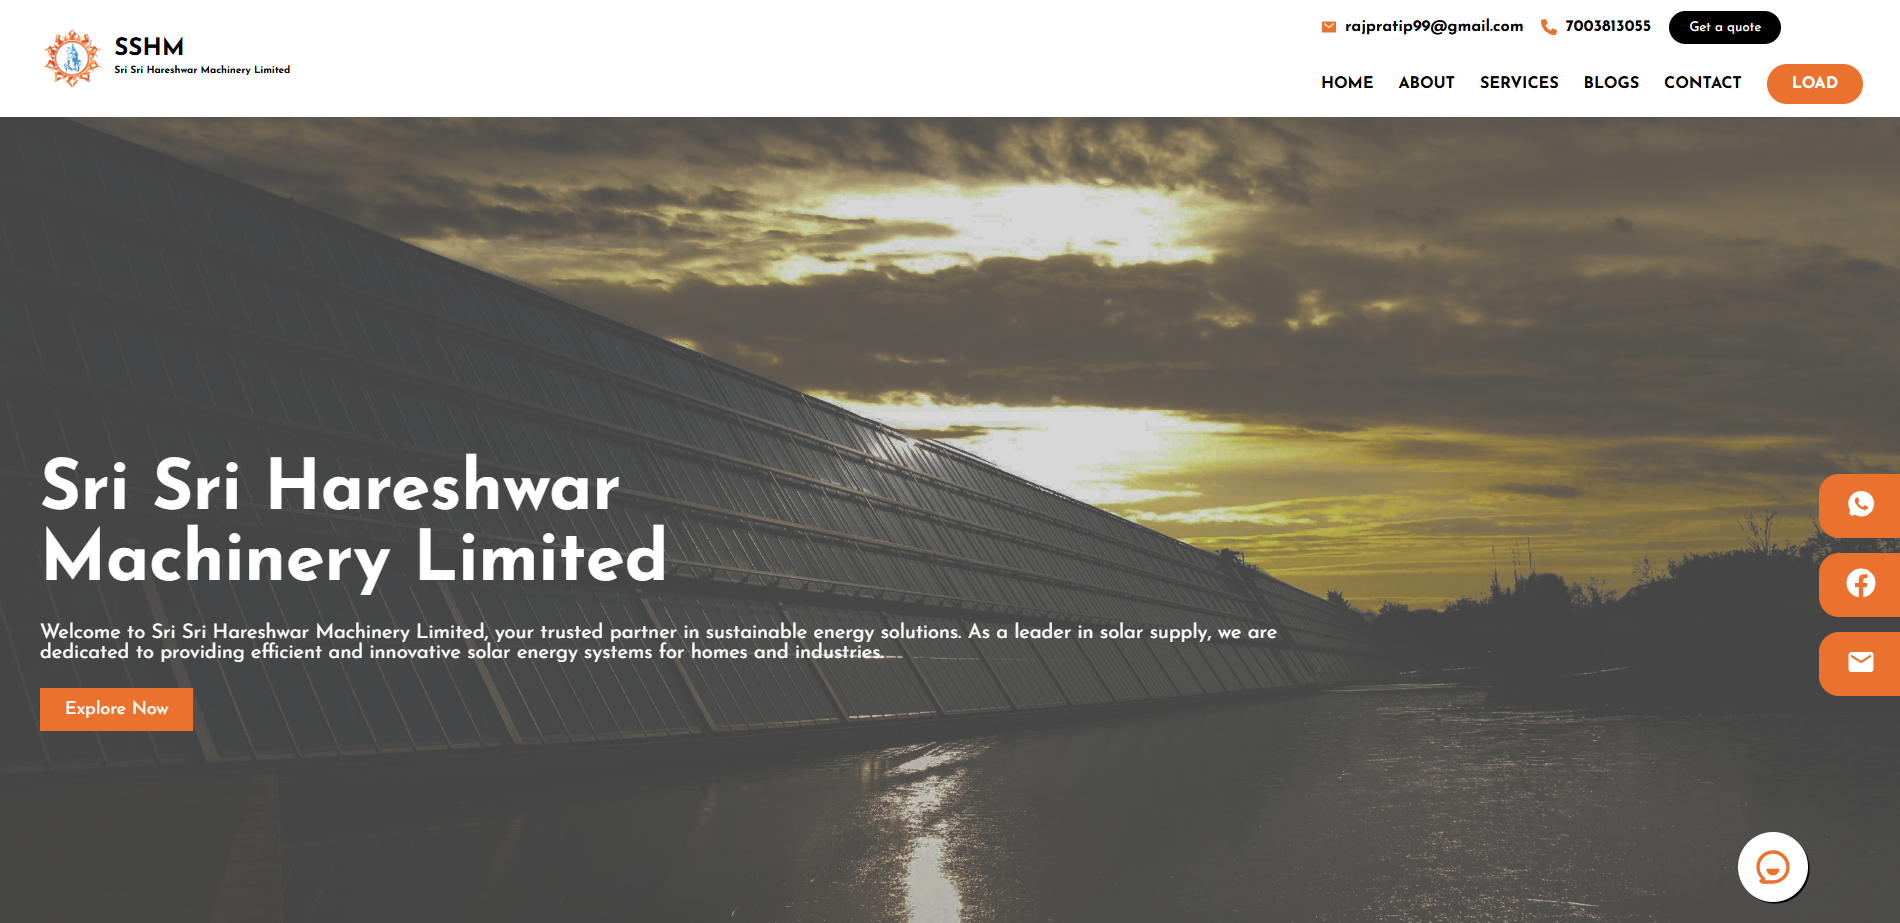 SSHM
Sri Sri Hareshwar Machinery Limited
rajpratip99@gmail.com 7003813055 Get a quote
HOME ABOUT SERVICES BLOGS CONTACT LOAD
Sri Sri Hareshwar
Machinery Limited
Welcome to Sri Sri Hareshwar Machinery Limited, your trusted partner in sustainable energy solutions. As a leader in solar supply, we are
dedicated to providing efficient and innovative solar energy systems for homes and industries.
Explore Now